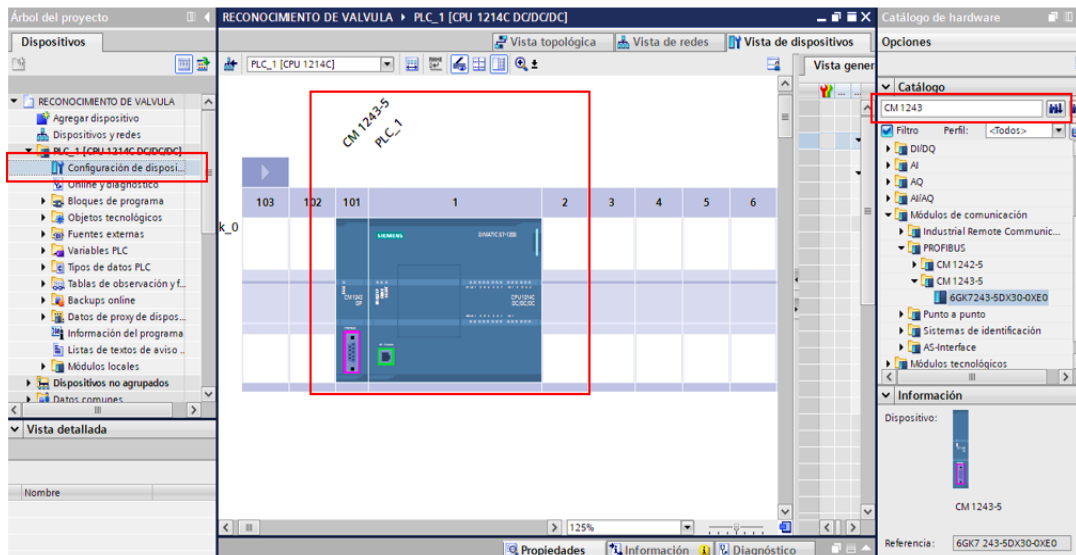 Árbol del proyecto
Dispositivos
RECONOCIMIENTO DE VALVULA
Agregar dispositivo
Dispositivos y redes
PLC_1 [CPU 1214C DC/DC/DC]
Configuración de disposi...
Online y diagnóstico
Bloques de programa
Objetos tecnológicos
Fuentes externas
Variables PLC
Tipos de datos PLC
Tablas de observación y f...
Backups online
Datos de proxy de dispos...
Información del programa
Listas de textos de aviso ..
Módulos locales
Dispositivos no agrupados
Datos comunes
Vista detallada
Nombre
RECONOCIMIENTO DE VALVULA PLC_1 [CPU 1214C DC/DC/DC]
Vista topológica
Vista de redes
Vista de dispositivos
PLC_1 [CPU 1214C]
Vista gener
CM 1243-5
PLC_1
103 102 101 1 2 3 4 5 6
k_0
SIEMENS SIMATIC S7-1200
CM 1243
DP
CPU 1214C
DC/DC/DC
125%
Propiedades
Información
Diagnóstico
Catálogo de hardware
Opciones
Catálogo
CM 1243
Filtro Perfil: <Todos>
DI/DQ
AI
AQ
AI/AQ
Módulos de comunicación
Industrial Remote Communic...
PROFIBUS
CM 1242-5
CM 1243-5
6GK7243-5DX30-0XE0
Punto a punto
Sistemas de identificación
AS-Interface
Módulos tecnológicos
Información
Dispositivo:
CM 1243-5
Referencia: 6GK7 243-5DX30-0XE0